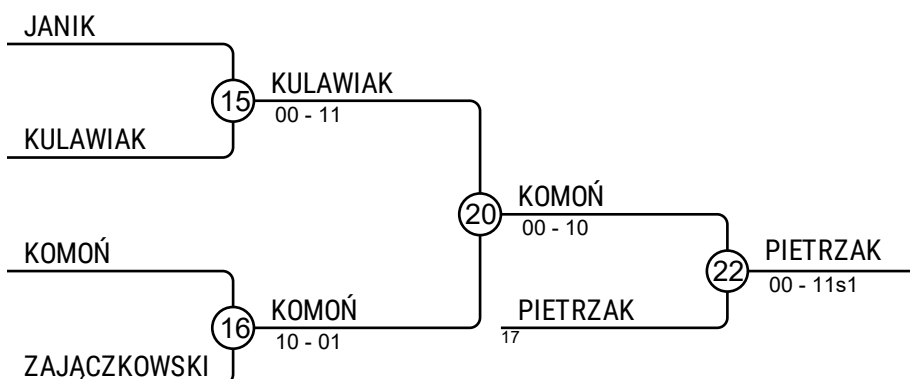 JANIK
15
KULAWIAK
00 - 11
KULAWIAK
20
KOMOŃ
00 - 10
KOMOŃ
22
PIETRZAK
00 - 11s1
16
KOMOŃ
10 - 01
PIETRZAK
17
ZAJĄCZKOWSKI